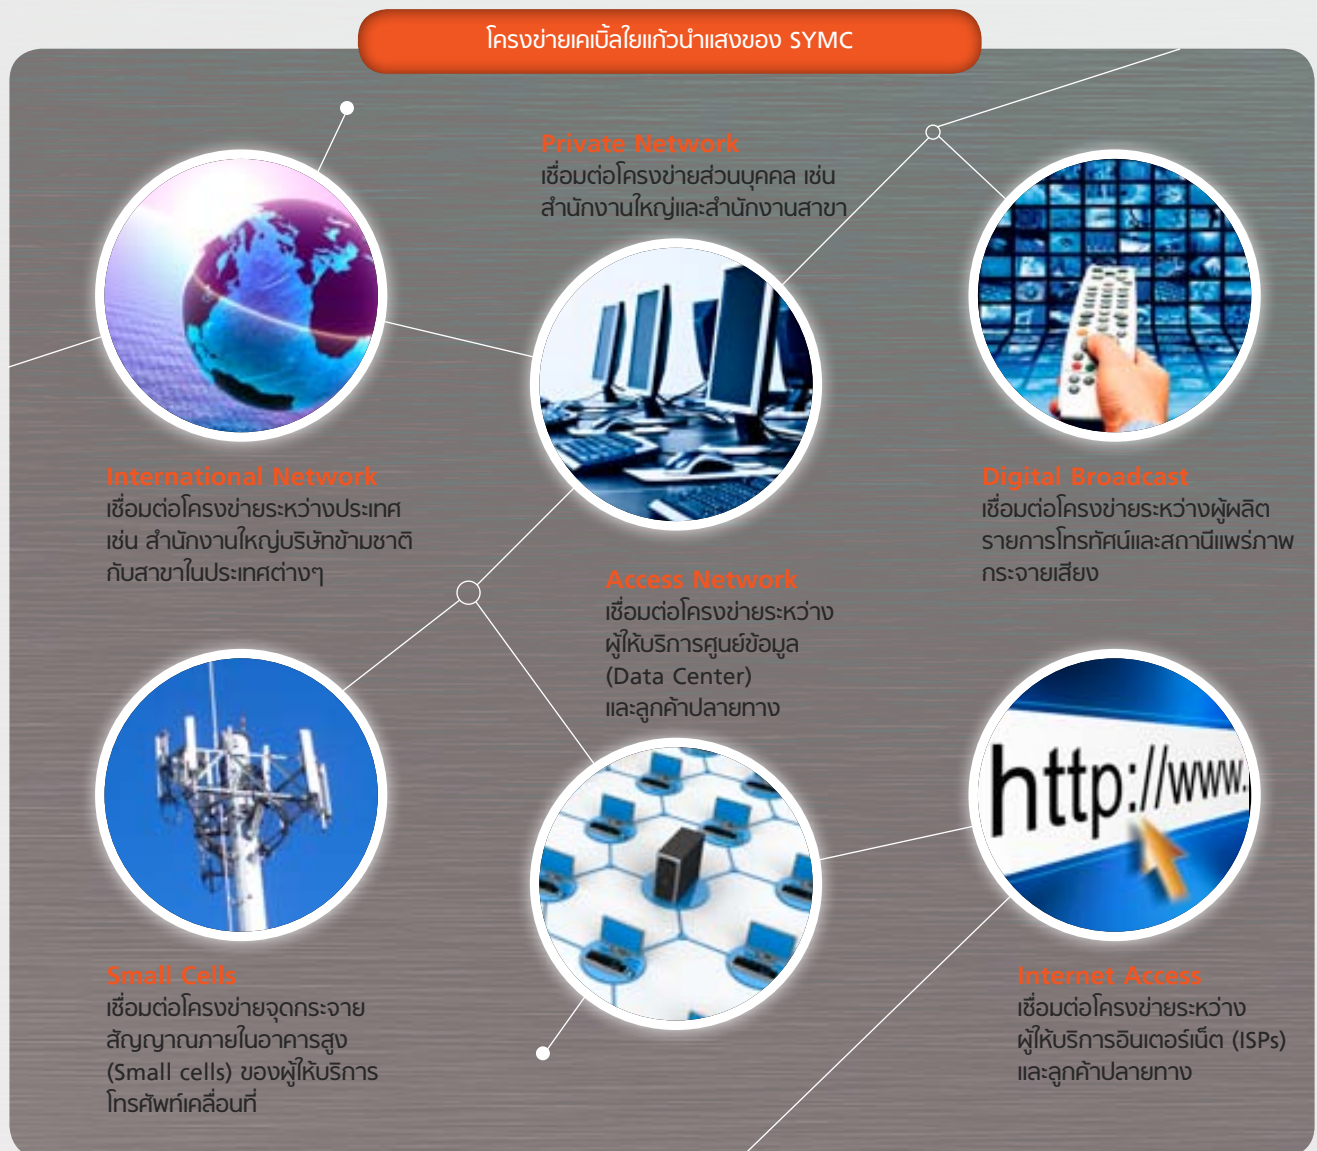 โครงข่ายเคเบิ้ลใยแก้วนำแสงของ SYMC
Private Network
เชื่อมต่อโครงข่ายส่วนบุคคล เช่น
สำนักงานใหญ่และสำนักงานสาขา
International Network
เชื่อมต่อโครงข่ายระหว่างประเทศ
เช่น สำนักงานใหญ่บริษัทข้ามชาติ
กับสาขาในประเทศต่างๆ
Digital Broadcast
เชื่อมต่อโครงข่ายระหว่างผู้ผลิต
รายการโทรทัศน์และสถานีแพร่ภาพ
กระจายเสียง
Access Network
เชื่อมต่อโครงข่ายระหว่าง
ผู้ให้บริการศูนย์ข้อมูล
(Data Center)
และลูกค้าปลายทาง
http://www.
Small Cells
เชื่อมต่อโครงข่ายจุดกระจาย
สัญญาณภายในอาคารสูง
(Small cells) ของผู้ให้บริการ
โทรศัพท์เคลื่อนที่
Internet Access
เชื่อมต่อโครงข่ายระหว่าง
ผู้ให้บริการอินเตอร์เน็ต (ISPs)
และลูกค้าปลายทาง